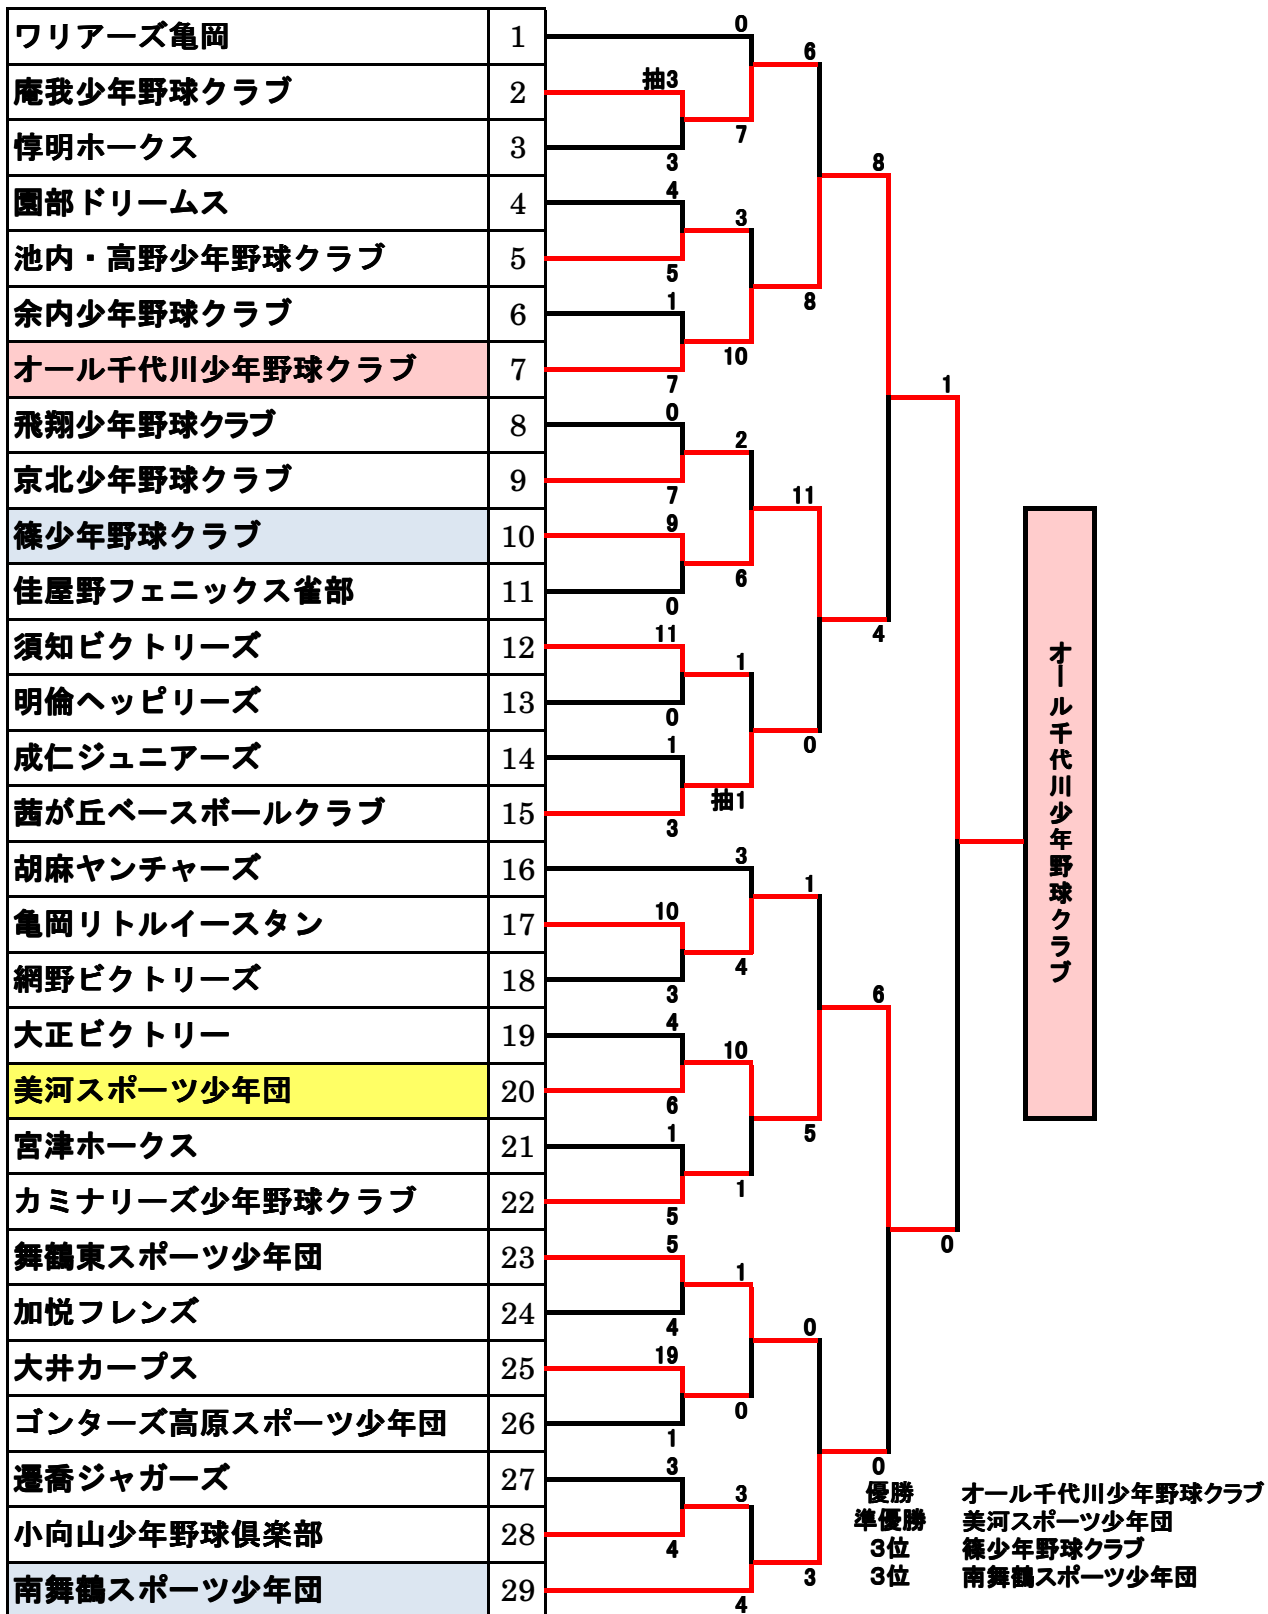 ワリアーズ亀岡 1
庵我少年野球クラブ 2
惇明ホークス 3
園部ドリームス 4
池内・高野少年野球クラブ 5
余内少年野球クラブ 6
オール千代川少年野球クラブ 7
飛翔少年野球クラブ 8
京北少年野球クラブ 9
篠少年野球クラブ 10
佳屋野フェニックス雀部 11
須知ビクトリーズ 12
明倫ヘッピリーズ 13
成仁ジュニアーズ 14
茜が丘ベースボールクラブ 15
胡麻ヤンチャーズ 16
亀岡リトルイースタン 17
網野ビクトリーズ 18
大正ビクトリー 19
美河スポーツ少年団 20
宮津ホークス 21
カミナリーズ少年野球クラブ 22
舞鶴東スポーツ少年団 23
加悦フレンズ 24
大井カープス 25
ゴンターズ高原スポーツ少年団 26
遷喬ジャガーズ 27
小向山少年野球倶楽部 28
南舞鶴スポーツ少年団 29
抽3
3
4
5
1
7
0
7
9
0
11
0
1
3
10
3
4
6
1
5
5
4
19
1
3
4
0
7
3
10
2
6
1
抽1
3
4
10
1
1
0
3
4
6
8
11
0
1
5
0
3
8
4
6
0
1
0
オール千代川少年野球クラブ
優勝 オール千代川少年野球クラブ
準優勝 美河スポーツ少年団
3位 篠少年野球クラブ
3位 南舞鶴スポーツ少年団